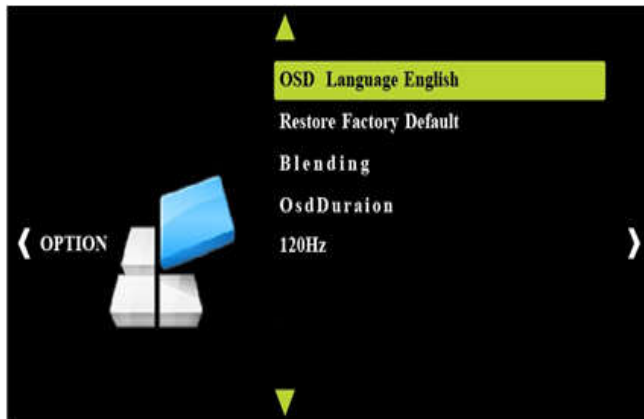 OSD Language English
Restore Factory Default
Blending
OsdDuraion
OPTION
120Hz